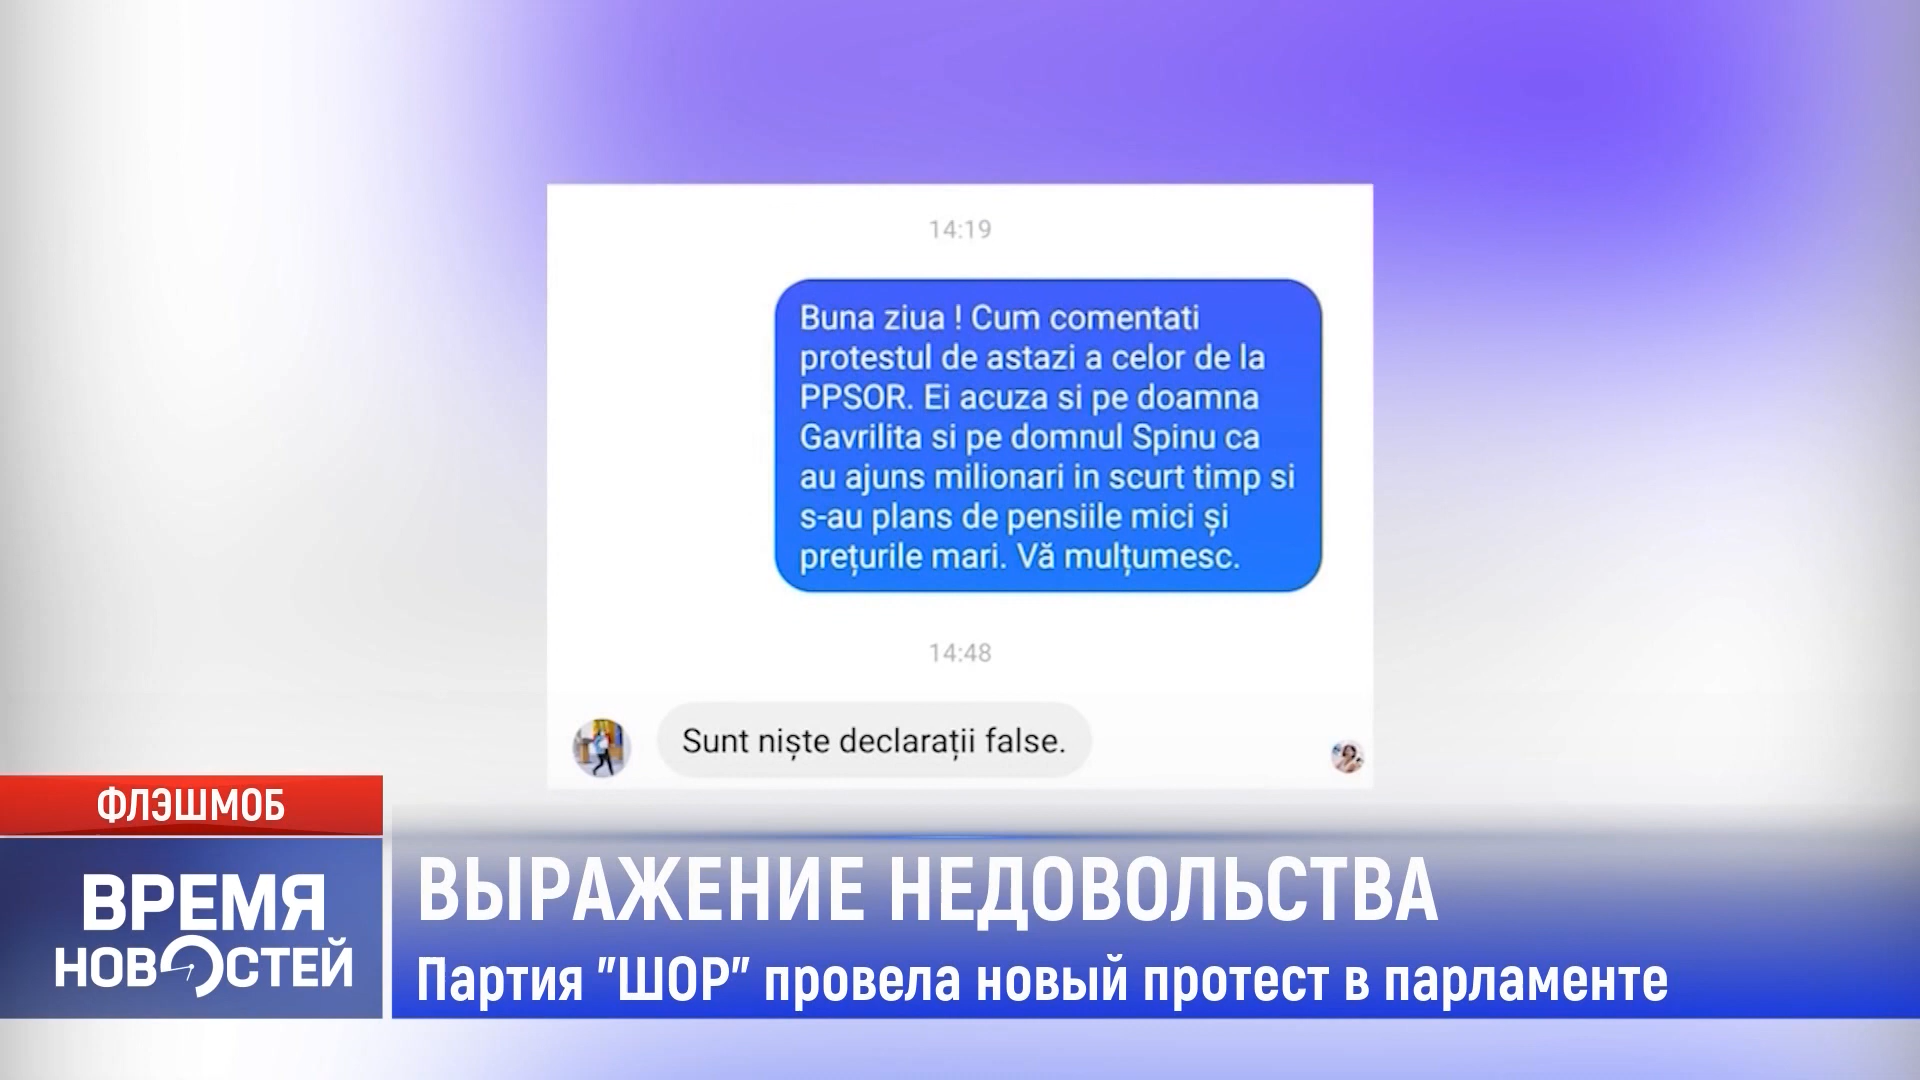 14:19
Buna ziua ! Cum comentati
protestul de astazi a celor de la
PPSOR. Ei acuza si pe doamna
Gavrilita si pe domnul Spinu ca
au ajuns milionari in scurt timp si
s-au plans de pensiile mici și
prețurile mari. Vă mulțumesc.
14:48
Sunt niște declarații false.
ФЛЭШМОБ
ВРЕМЯ
НОВОСТЕЙ
ВЫРАЖЕНИЕ НЕДОВОЛЬСТВА
Партия "ШОР" провела новый протест в парламенте